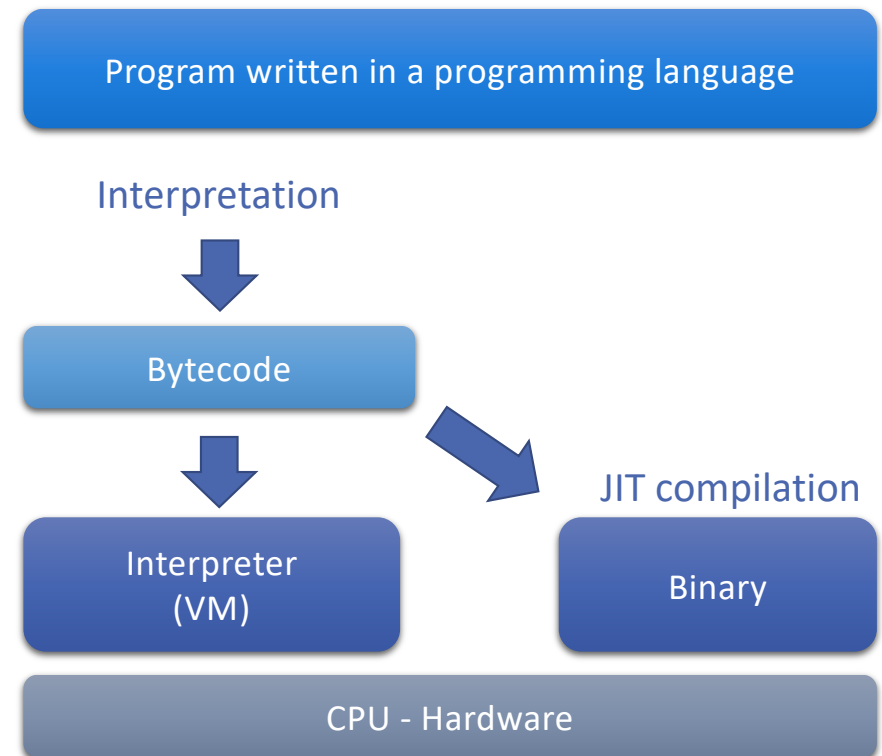 Program written in a programming language
Interpretation
Bytecode
JIT compilation
Interpreter
(VM)
Binary
CPU - Hardware